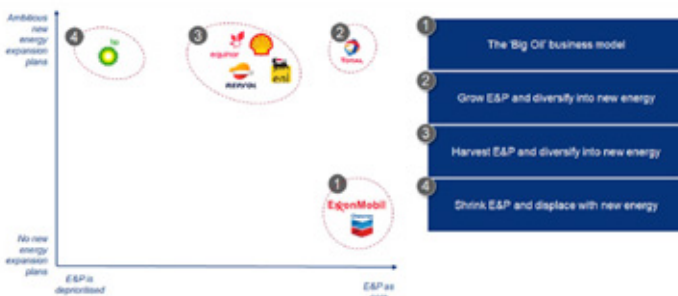 Ambitious
new
energy
expansion
plans
4
bp
3
equinor
REPSOL
eni
2
TOTAL
1
ExxonMobil
Chevron
No new
energy
expansion
plans
E&P is
deprioritised
E&P as
1
The 'Big Oil' business model
2
Grow E&P and diversify into new energy
3
Harvest E&P and diversify into new energy
4
Shrink E&P and displace with new energy